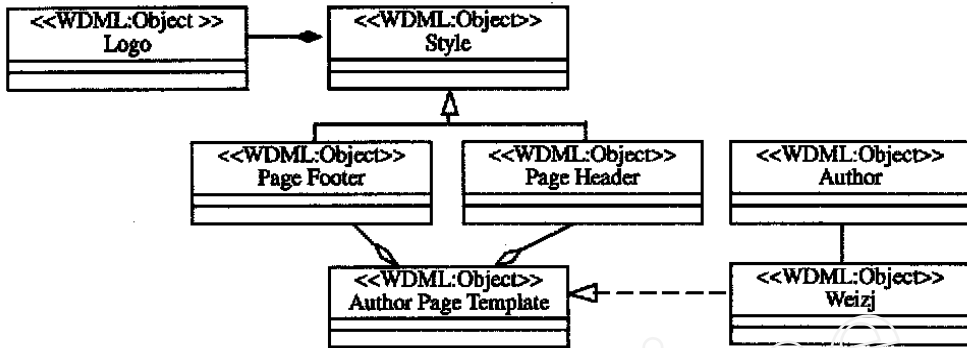 <<WDML:Object >>
Logo
<<WDML:Object>>
Style
<<WDML:Object>>
Page Footer
<<WDML:Object>>
Page Header
<<WDML:Object>>
Author
<<WDML:Object>>
Author Page Template
<<WDML:Object>>
Weizj